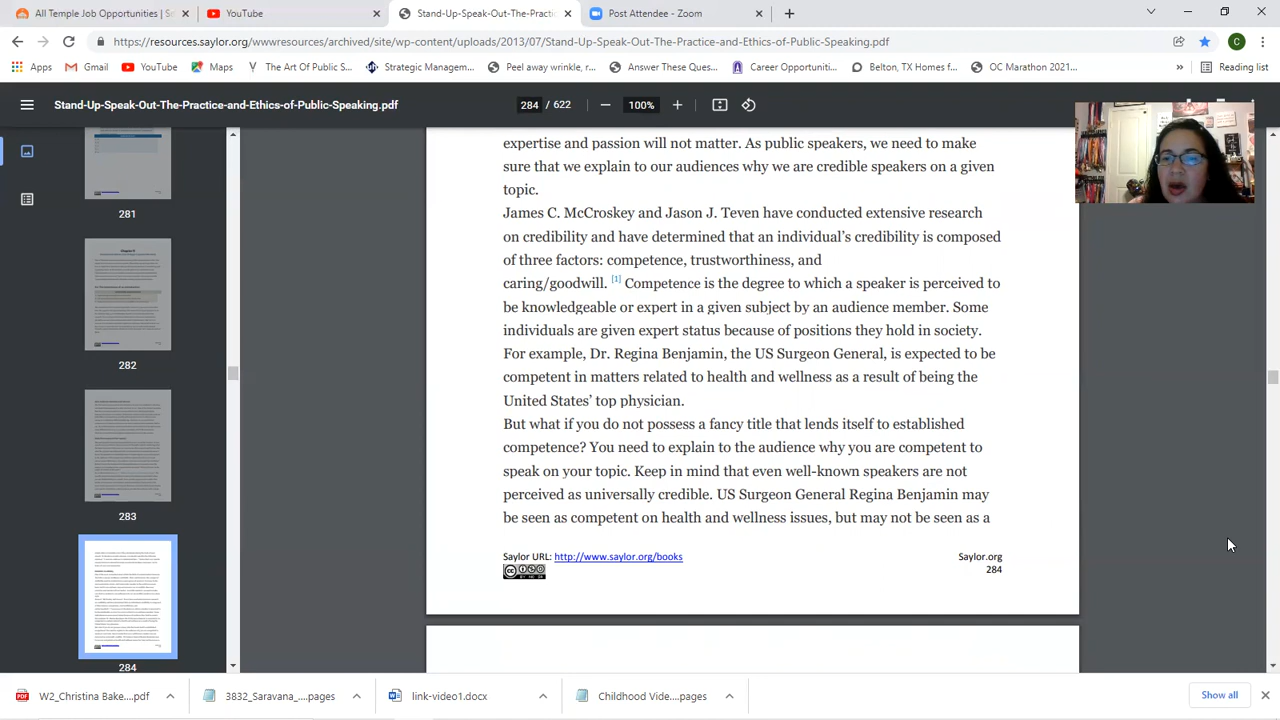 All Temple Job Opportunities - c
YouTube
Stand-Up-Speak-Out-The-Practi
Post Attendee - Zoom
https://resources.saylor.org/wwwresources/archived/site/wp-content/uploads/2013/07/Stand-Up-Speak-Out-The-Practice-and-Ethics-of-Public-Speaking.pdf
C
Apps
Gmail
YouTube
Maps
The Art Of Public S...
Strategic Managem...
Peel away wrinkle, r...
Answer These Que...
Career Opportuniti...
Belton, TX Homes f...
OC Marathon 2021...
»
Reading list
Stand-Up-Speak-Out-The-Practice-and-Ethics-of-Public-Speaking.pdf
284 / 622
100%
281
282
283
284
expertise and passion will not matter. As public speakers, we need to make
sure that we explain to our audiences why we are credible speakers on a given
topic.
James C. McCroskey and Jason J. Teven have conducted extensive research
on credibility and have determined that an individual’s credibility is composed
of three factors: competence, trustworthiness, and
caring/goodwill. [1] Competence is the degree to which a speaker is perceived to
be knowledgeable or expert in a given subject by an audience member. Some
individuals are given expert status because of positions they hold in society.
For example, Dr. Regina Benjamin, the US Surgeon General, is expected to be
competent in matters related to health and wellness as a result of being the
United States’ top physician.
But what if you do not possess a fancy title that lends itself to established
competence? You need to explain to the audience why you are competent to
speak on your topic. Keep in mind that even well-known speakers are not
perceived as universally credible. US Surgeon General Regina Benjamin may
be seen as competent on health and wellness issues, but may not be seen as a
Saylor URL: http://www.saylor.org/books
Saylor.org
284
W2_Christina Bake....pdf
3832_Saravana_....pages
link-video1.docx
Childhood Vide....pages
Show all